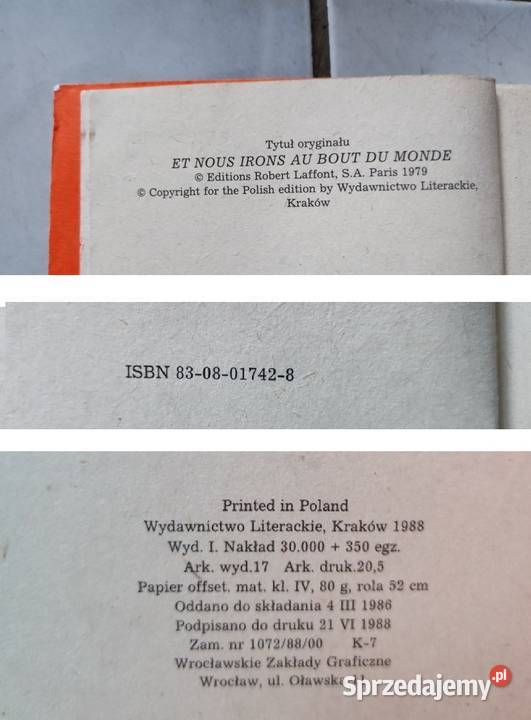 Tytuł oryginału
ET NOUS IRONS AU BOUT DU MONDE
© Editions Robert Laffont, S.A. Paris 1979
© Copyright for the Polish edition by Wydawnictwo Literackie,
Kraków
ISBN 83-08-01742-8
Printed in Poland
Wydawnictwo Literackie, Kraków 1988
Wyd. I. Nakład 30.000 + 350 egz.
Ark. wyd.17 Ark. druk.20,5
Papier offset. mat. kl. IV, 80 g, rola 52 cm
Oddano do składania 4 III 1986
Podpisano do druku 21 VI 1988
Zam. nr 1072/88/00 K-7
Wrocławskie Zakłady Graficzne
Wrocław, ul. Oławska
Sprzedajemy.pl